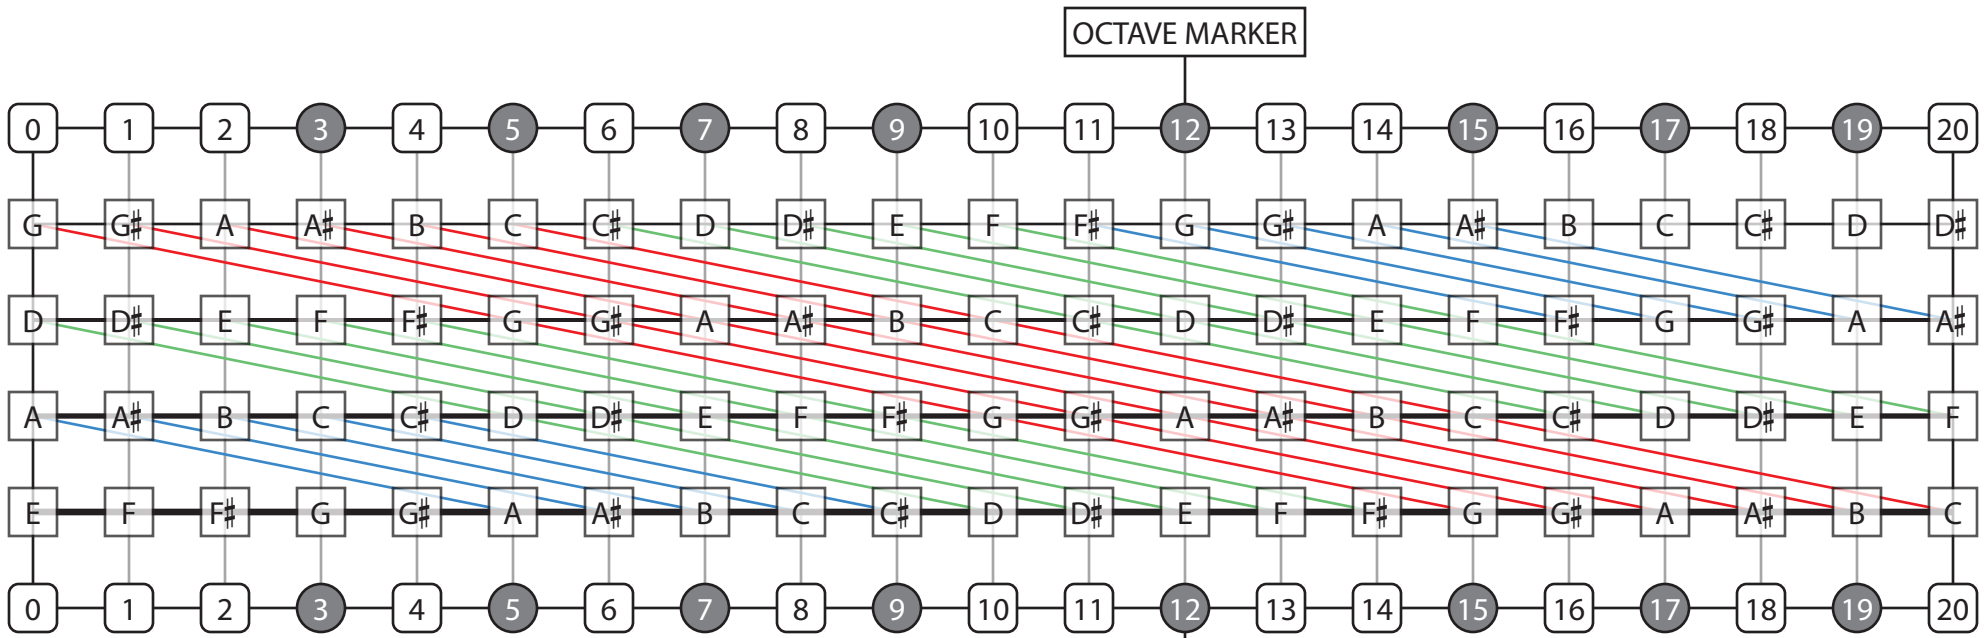 OCTAVE MARKER
0 1 2 3 4 5 6 7 8 9 10 11 12 13 14 15 16 17 18 19 20
G G♯ A A♯ B C C♯ D D♯ E F F♯ G G♯ A A♯ B C C♯ D D♯
D D♯ E F F♯ G G♯ A A♯ B C C♯ D D♯ E F F♯ G G♯ A A♯
A A♯ B C C♯ D D♯ E F F♯ G G♯ A A♯ B C C♯ D D♯ E F
E F F♯ G G♯ A A♯ B C C♯ D D♯ E F F♯ G G♯ A A♯ B C
0 1 2 3 4 5 6 7 8 9 10 11 12 13 14 15 16 17 18 19 20